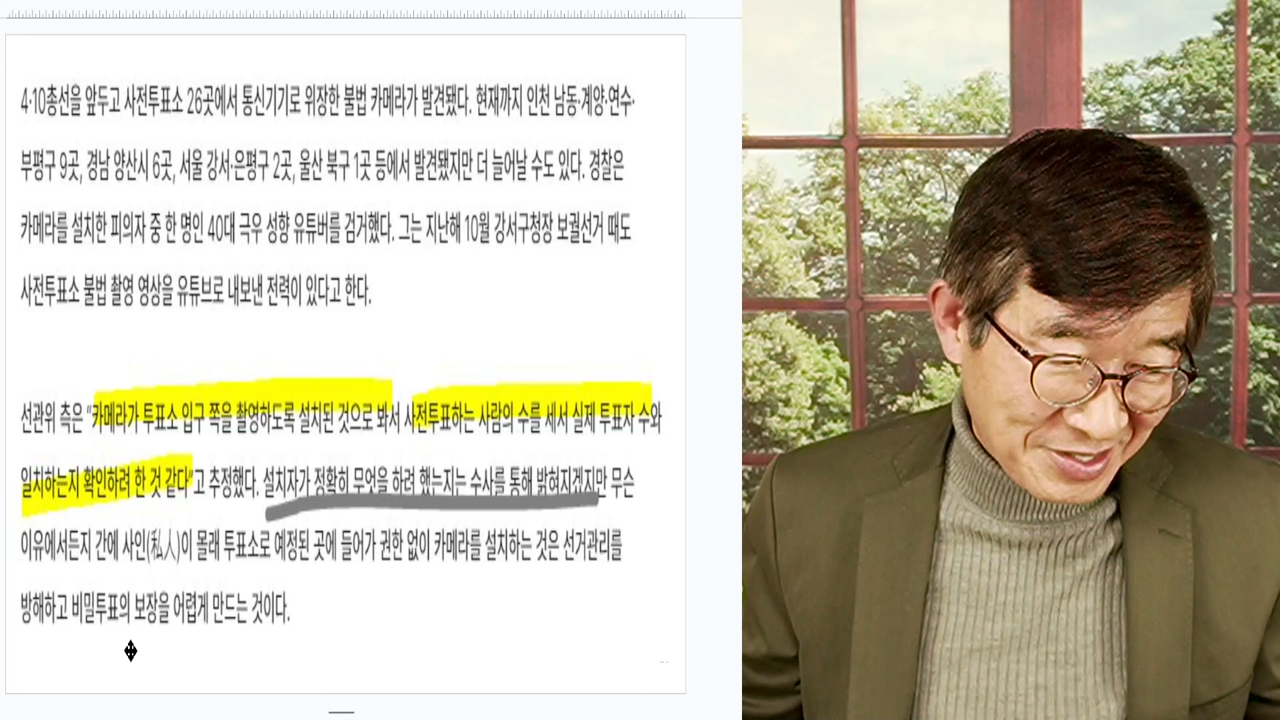 4·10총선을 앞두고 사전투표소 26곳에서 통신기기로 위장한 불법 카메라가 발견됐다. 현재까지 인천 남동·계양·연수·
부평구 9곳, 경남 양산시 6곳, 서울 강서·은평구 2곳, 울산 북구 1곳 등에서 발견됐지만 더 늘어날 수도 있다. 경찰은
카메라를 설치한 피의자 중 한 명인 40대 극우 성향 유튜버를 검거했다. 그는 지난해 10월 강서구청장 보궐선거 때도
사전투표소 불법 촬영 영상을 유튜브로 내보낸 전력이 있다고 한다.
선관위 측은 “카메라가 투표소 입구 쪽을 촬영하도록 설치된 것으로 봐서 사전투표하는 사람의 수를 세서 실제 투표자 수와
일치하는지 확인하려 한 것 같다”고 추정했다. 설치자가 정확히 무엇을 하려 했는지는 수사를 통해 밝혀지겠지만 무슨
이유에서든지 간에 사인(私人)이 몰래 투표소로 예정된 곳에 들어가 권한 없이 카메라를 설치하는 것은 선거관리를
방해하고 비밀투표의 보장을 어렵게 만드는 것이다.